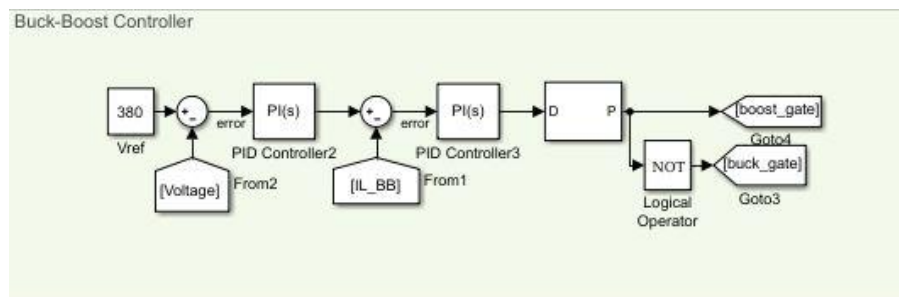 Buck-Boost Controller
380
Vref
+
-
error
PI(s)
PID Controller2
[Voltage]
From2
+
-
error
PI(s)
PID Controller3
[IL_BB]
From1
D P
[boost_gate]
Goto4
NOT
Logical
Operator
[buck_gate]
Goto3